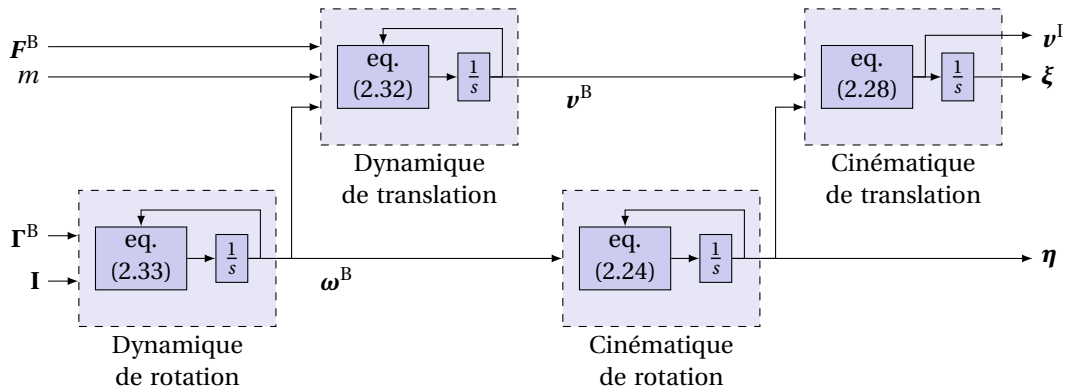 F^B
m
eq.
(2.32)
1/s
Dynamique
de translation
υ^B
eq.
(2.28)
1/s
Cinématique
de translation
υ^I
ξ
Γ^B
I
eq.
(2.33)
1/s
Dynamique
de rotation
ω^B
eq.
(2.24)
1/s
Cinématique
de rotation
η